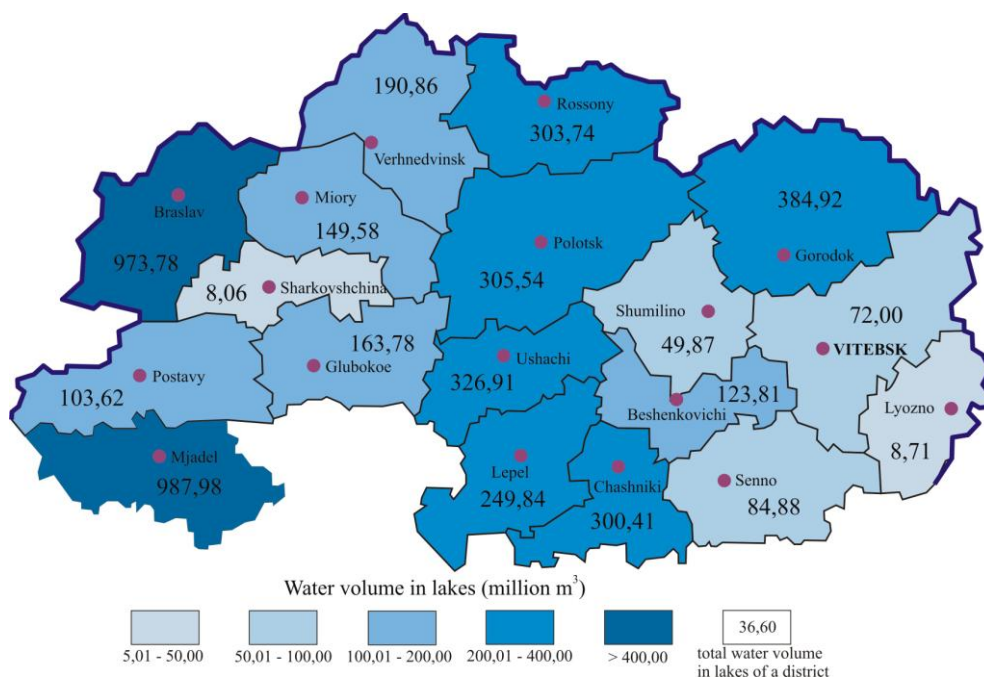 190,86
Verhnedvinsk
Rossony
303,74
Braslav
973,78
Miory
149,58
384,92
Gorodok
Polotsk
305,54
8,06
Sharkovshchina
Shumilino
49,87
72,00
VITEBSK
163,78
Glubokoe
Ushachi
326,91
Postavy
103,62
123,81
Beshenkovichi
Lyozno
8,71
Mjadel
987,98
Lepel
249,84
Chashniki
300,41
Senno
84,88
Water volume in lakes (million m³)
5,01 - 50,00
50,01 - 100,00
100,01 - 200,00
200,01 - 400,00
> 400,00
36,60
total water volume
in lakes of a district